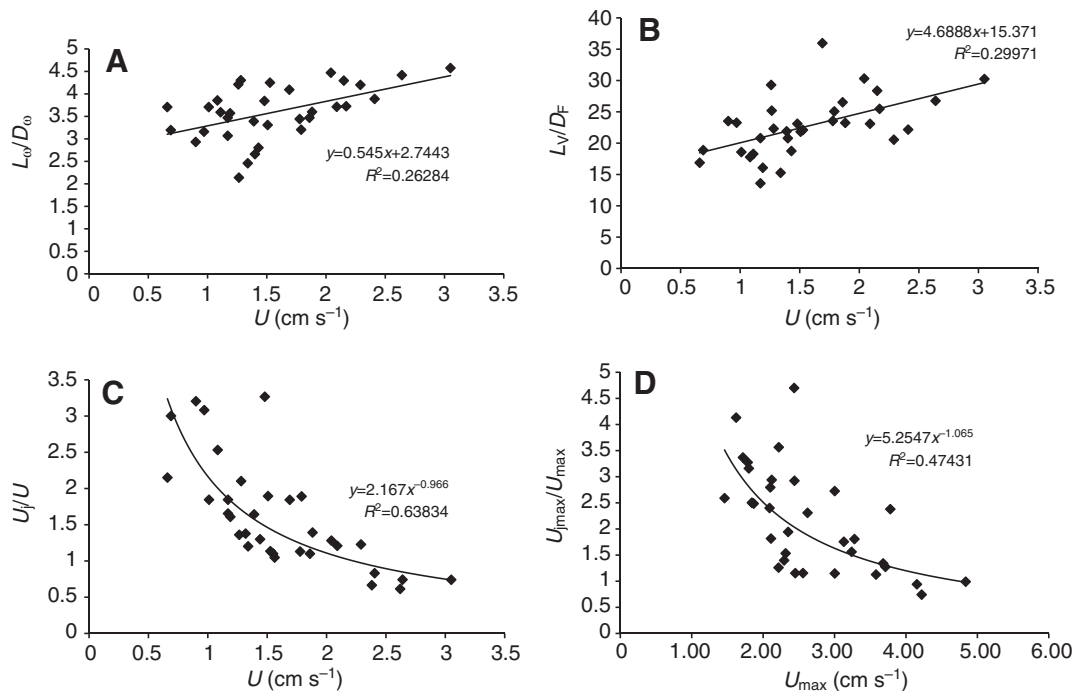 A
5
4.5
4
3.5
3
2.5
2
1.5
1
0.5
0
Lω/Dω
y=0.545x+2.7443
R²=0.26284
0 0.5 1 1.5 2 2.5 3 3.5
U (cm s⁻¹)
B
40
35
30
25
20
15
10
5
0
LV/DF
y=4.6888x+15.371
R²=0.29971
0 0.5 1 1.5 2 2.5 3 3.5
U (cm s⁻¹)
C
3.5
3
2.5
2
1.5
1
0.5
0
Uj/U
y=2.167x⁻⁰·⁹⁶⁶
R²=0.63834
0 0.5 1 1.5 2 2.5 3 3.5
U (cm s⁻¹)
D
5
4.5
4
3.5
3
2.5
2
1.5
1
0.5
0
Ujmax/Umax
y=5.2547x⁻¹·⁰⁶⁵
R²=0.47431
0 1.00 2.00 3.00 4.00 5.00 6.00
Umax (cm s⁻¹)